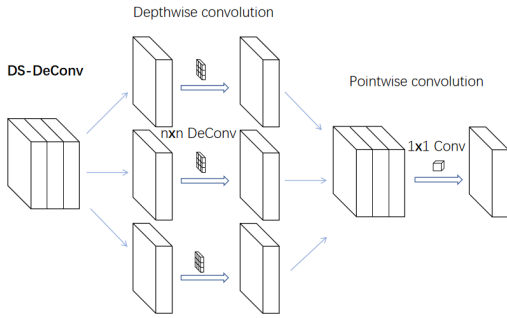 Depthwise convolution
DS-DeConv
Pointwise convolution
nxn DeConv
1x1 Conv